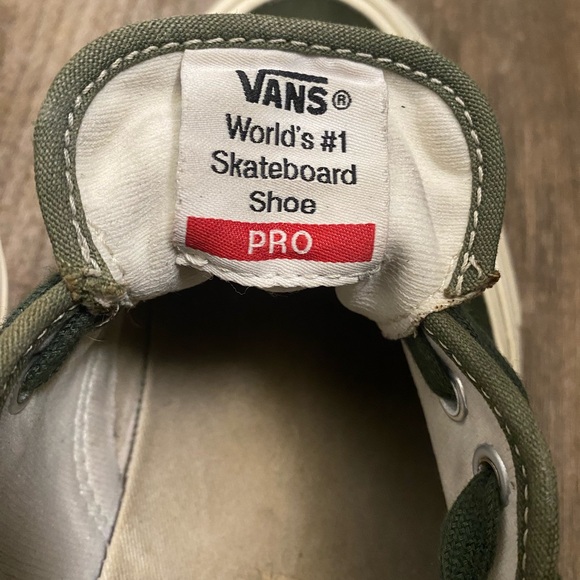 VANS®
World's #1
Skateboard
Shoe
PRO